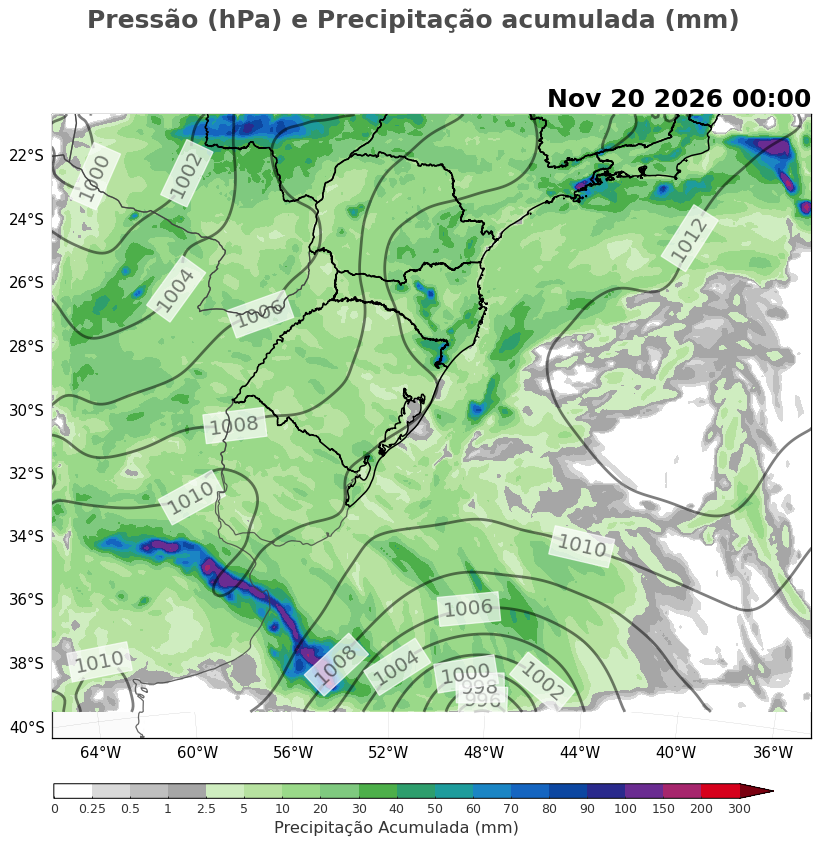 Pressão (hPa) e Precipitação acumulada (mm)
Nov 20 2026 00:00
22°S
24°S
26°S
28°S
30°S
32°S
34°S
36°S
38°S
40°S
1000
1002
1004
1006
1008
1010
1012
1010
1006
1010
1008
1004
1000
1002
998
996
64°W 60°W 56°W 52°W 48°W 44°W 40°W 36°W
0 0.25 0.5 1 2.5 5 10 20 30 40 50 60 70 80 90 100 150 200 300
Precipitação Acumulada (mm)